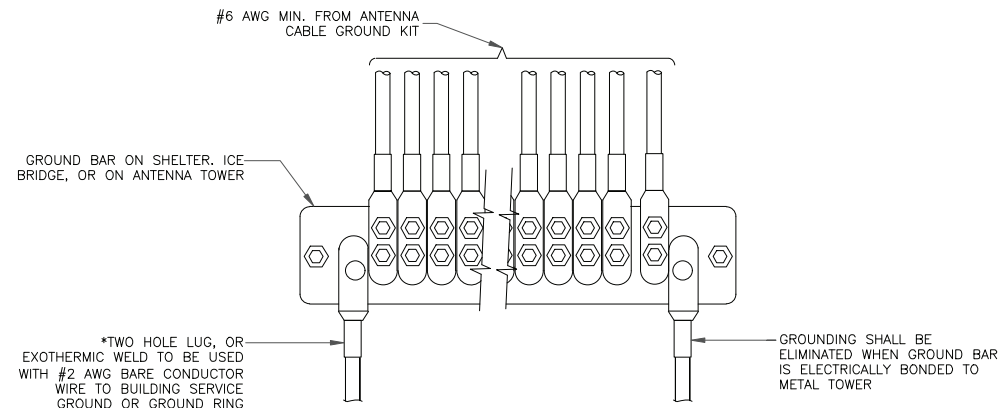 #6 AWG MIN. FROM ANTENNA
CABLE GROUND KIT
GROUND BAR ON SHELTER. ICE
BRIDGE, OR ON ANTENNA TOWER
*TWO HOLE LUG, OR
EXOTHERMIC WELD TO BE USED
WITH #2 AWG BARE CONDUCTOR
WIRE TO BUILDING SERVICE
GROUND OR GROUND RING
GROUNDING SHALL BE
ELIMINATED WHEN GROUND BAR
IS ELECTRICALLY BONDED TO
METAL TOWER